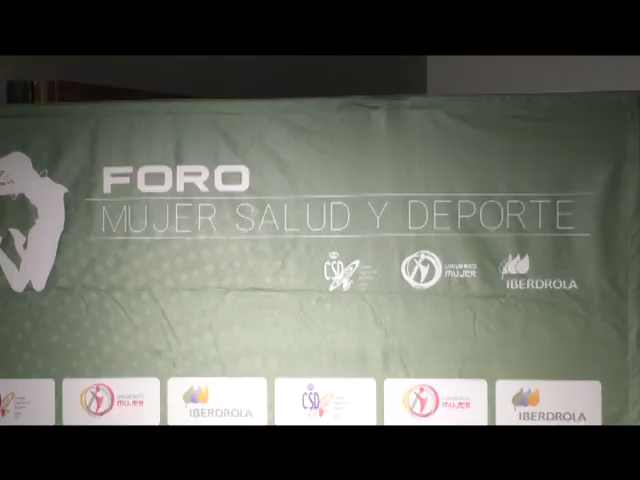 FORO
MUJER SALUD Y DEPORTE
CSD
UNIVERSO
MUJER
IBERDROLA
UNIVERSO
MUJER
IBERDROLA
CSD
UNIVERSO
MUJER
IBERDROLA